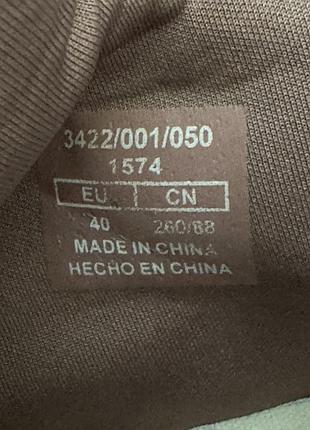 3422/001/050
1574
EU CN
40 260/88
MADE IN CHINA
HECHO EN CHINA